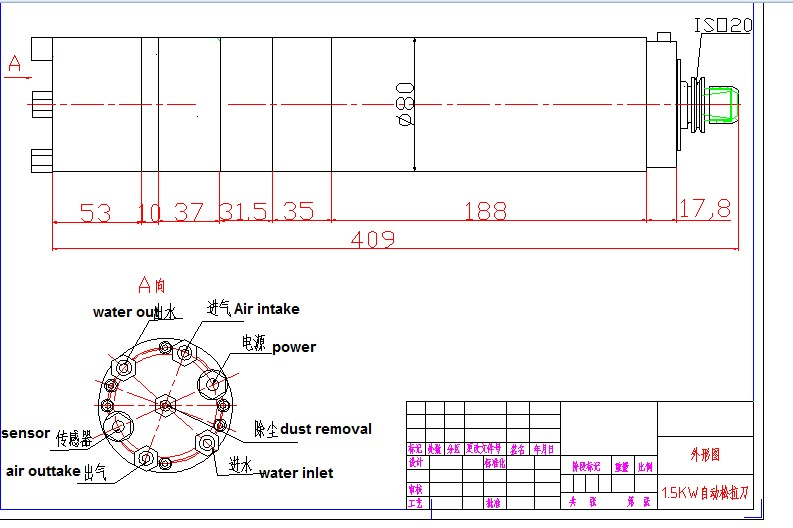 ISO20
A
ø80
53 10 37 31,5 35 188 17,8
409
A向
water out 出水
进气 Air intake
电源 power
sensor 传感器
除尘 dust removal
air outtake 出气
进水 water inlet
标记 处数 分区 更改文件号 签名 年月日
设计 标准化
阶段标记 重量 比例
审核
工艺 批准
共 张 第 张
外形图
1.5KW自动松拉刀